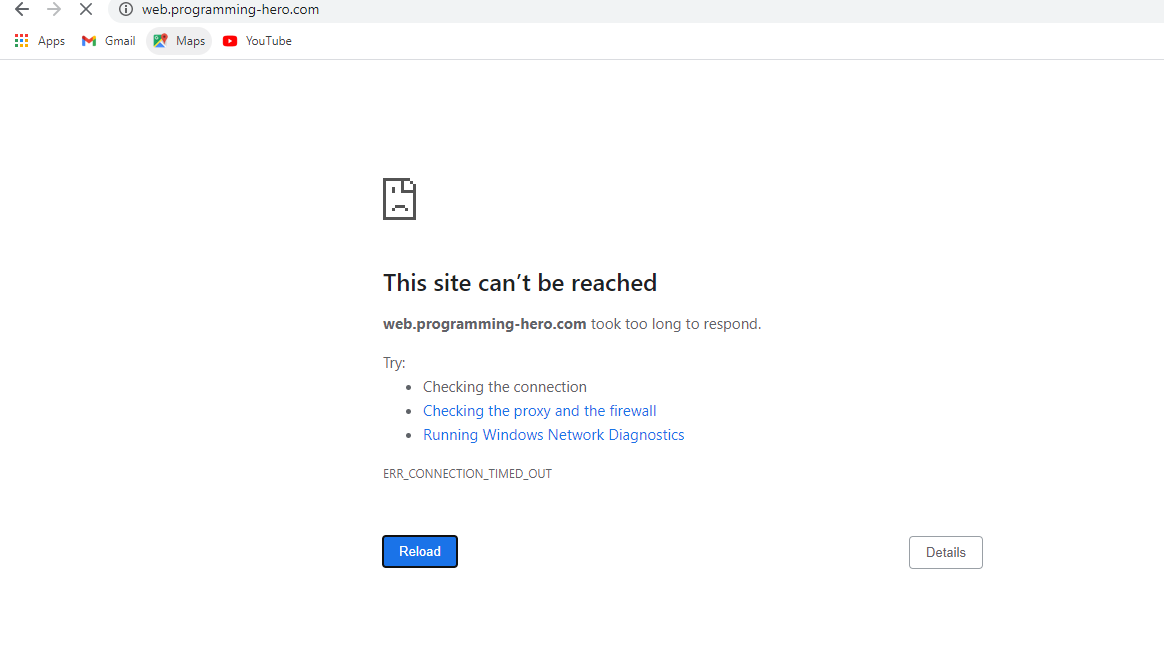 web.programming-hero.com
Apps Gmail Maps YouTube
This site can’t be reached
web.programming-hero.com took too long to respond.
Try:
• Checking the connection
• Checking the proxy and the firewall
• Running Windows Network Diagnostics
ERR_CONNECTION_TIMED_OUT
Reload Details